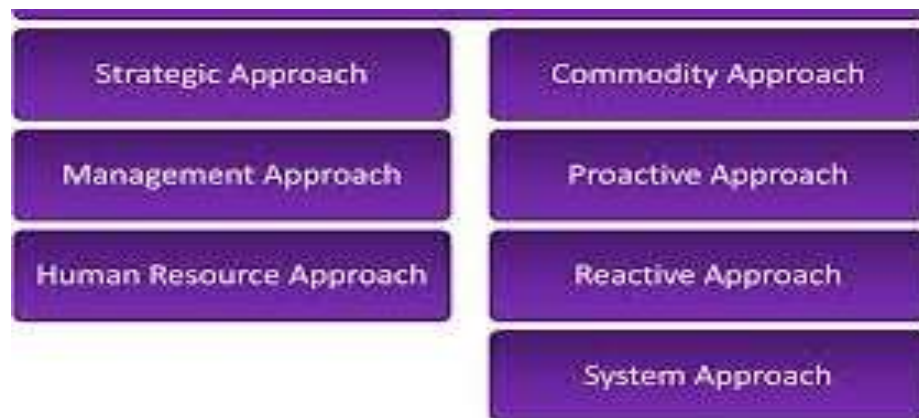 Strategic Approach
Commodity Approach
Management Approach
Proactive Approach
Human Resource Approach
Reactive Approach
System Approach